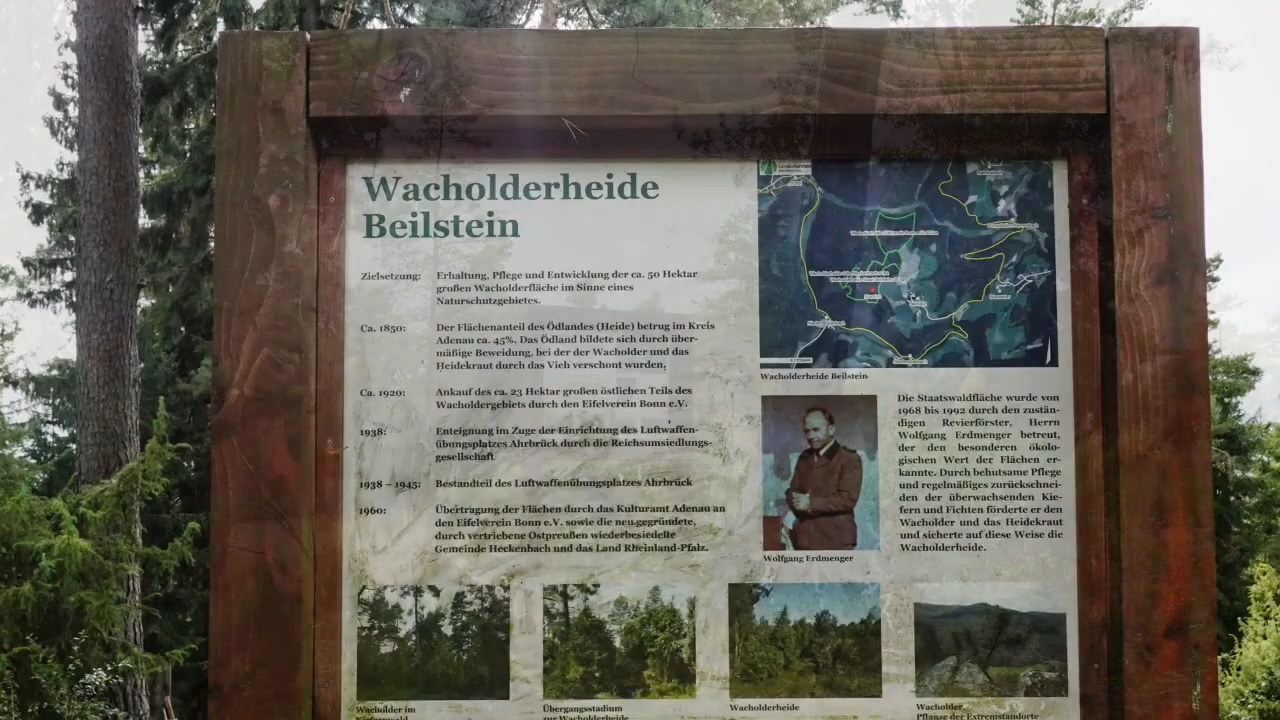 Wacholderheide
Beilstein
Zielsetzung: Erhaltung, Pflege und Entwicklung der ca. 50 Hektar
großen Wacholderfläche im Sinne eines
Naturschutzgebietes.
Ca. 1850: Der Flächenanteil des Ödlandes (Heide) betrug im Kreis
Adenau ca. 45%. Das Ödland bildete sich durch über-
mäßige Beweidung, bei der der Wacholder und das
Heidekraut durch das Vieh verschont wurden.
Ca. 1920: Ankauf des ca. 23 Hektar großen östlichen Teils des
Wacholdergebiets durch den Eifelverein Bonn e.V.
1938: Enteignung im Zuge der Einrichtung des Luftwaffen-
übungsplatzes Ahrbrück durch die Reichsumsiedlungs-
gesellschaft
1938 – 1945: Bestandteil des Luftwaffenübungsplatzes Ahrbrück
1960: Übertragung der Flächen durch das Kulturamt Adenau an
den Eifelverein Bonn e.V. sowie die neu gegründete,
durch vertriebene Ostpreußen wiederbesiedelte
Gemeinde Heckenbach und das Land Rheinland-Pfalz.
Wacholderheide Beilstein
Die Staatswaldfläche wurde von
1968 bis 1992 durch den zustän-
digen Revierförster, Herrn
Wolfgang Erdmenger betreut,
der den besonderen ökolo-
gischen Wert der Flächen er-
kannte. Durch behutsame Pflege
und regelmäßiges zurückschnei-
den der überwachsenden Kie-
fern und Fichten förderte er den
Wacholder und das Heidekraut
und sicherte auf diese Weise die
Wacholderheide.
Wolfgang Erdmenger
Wacholder im
Kiefernwald
Übergangsstadium
zur Wacholderheide
Wacholderheide
Wacholder
Pflanze der Extremstandorte